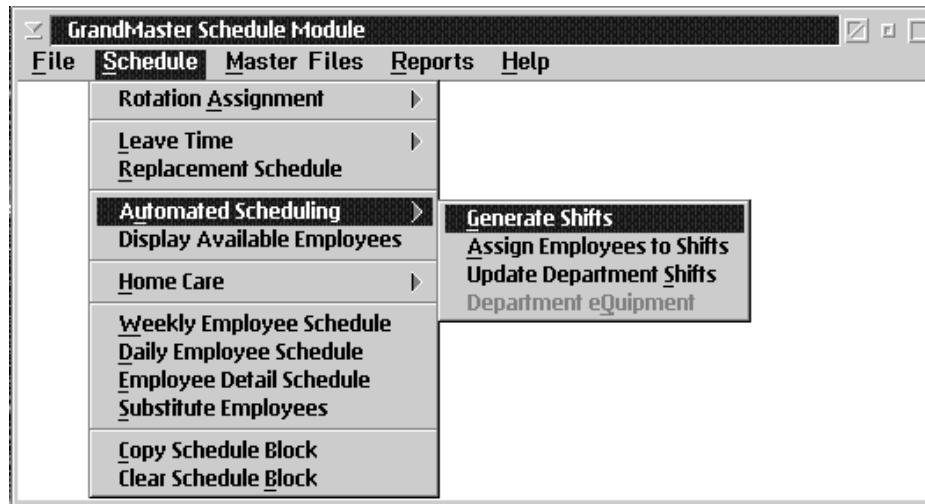 GrandMaster Schedule Module
File Schedule Master Files Reports Help
Rotation Assignment
Leave Time
Replacement Schedule
Automated Scheduling
Display Available Employees
Home Care
Weekly Employee Schedule
Daily Employee Schedule
Employee Detail Schedule
Substitute Employees
Copy Schedule Block
Clear Schedule Block
Generate Shifts
Assign Employees to Shifts
Update Department Shifts
Department eQuipment